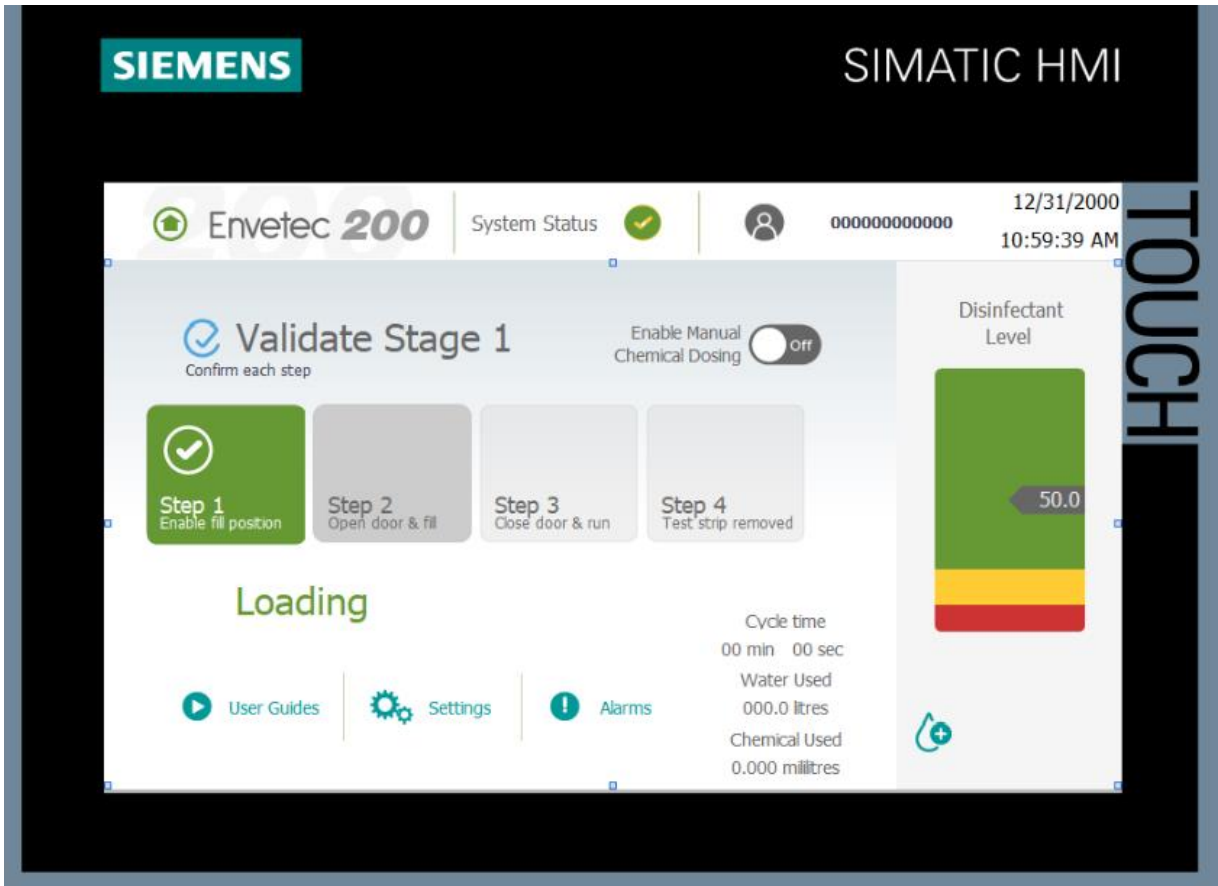 SIEMENS
SIMATIC HMI
TOUCH
Envetec 200
System Status
000000000000
12/31/2000
10:59:39 AM
Validate Stage 1
Confirm each step
Enable Manual
Chemical Dosing
Off
Disinfectant
Level
Step 1
Enable fill position
Step 2
Open door & fill
Step 3
Close door & run
Step 4
Test strip removed
50.0
Loading
Cycle time
00 min 00 sec
Water Used
000.0 litres
Chemical Used
0.000 millilitres
User Guides
Settings
Alarms